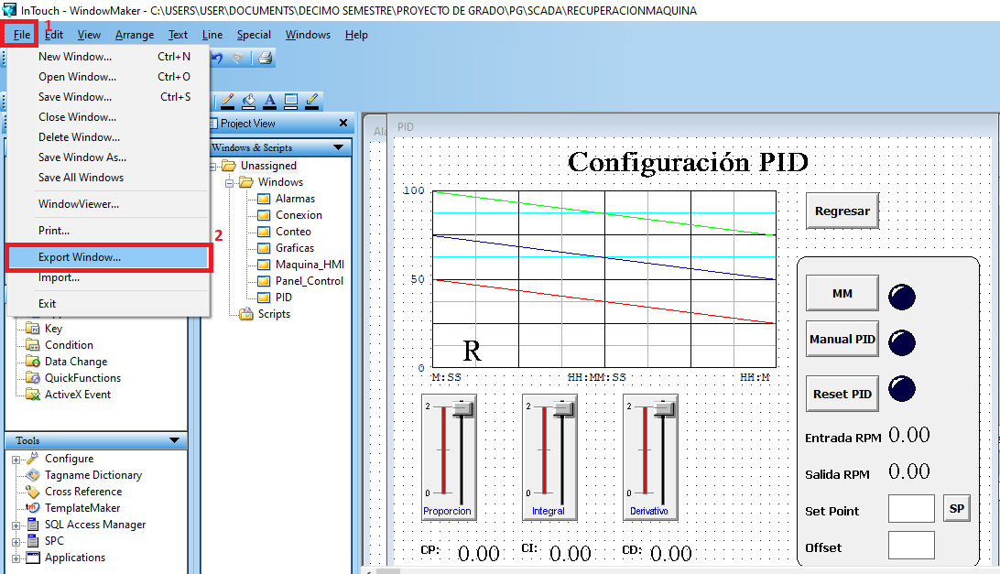 InTouch - WindowMaker - C:\USERS\USER\DOCUMENTS\DECIMO SEMESTRE\PROYECTO DE GRADO\PG\SCADA\RECUPERACIONMAQUINA
1
File Edit View Arrange Text Line Special Windows Help
New Window... Ctrl+N
Open Window... Ctrl+O
Save Window... Ctrl+S
Close Window...
Delete Window...
Save Window As...
Save All Windows
WindowViewer...
Print...
2
Export Window...
Import...
Exit
Key
Condition
Data Change
QuickFunctions
ActiveX Event
Tools
Configure
Tagname Dictionary
Cross Reference
TemplateMaker
SQL Access Manager
SPC
Applications
Project View
Windows & Scripts
Unassigned
Windows
Alarmas
Conexion
Conteo
Graficas
Maquina_HMI
Panel_Control
PID
Scripts
PID
Configuración PID
100
50
0
R
M:SS HH:MM:SS HH:M
2 2 2
0 0 0
Proporcion Integral Derivativo
CP: 0.00 CI: 0.00 CD: 0.00
Regresar
MM
Manual PID
Reset PID
Entrada RPM 0.00
Salida RPM 0.00
Set Point SP
Offset